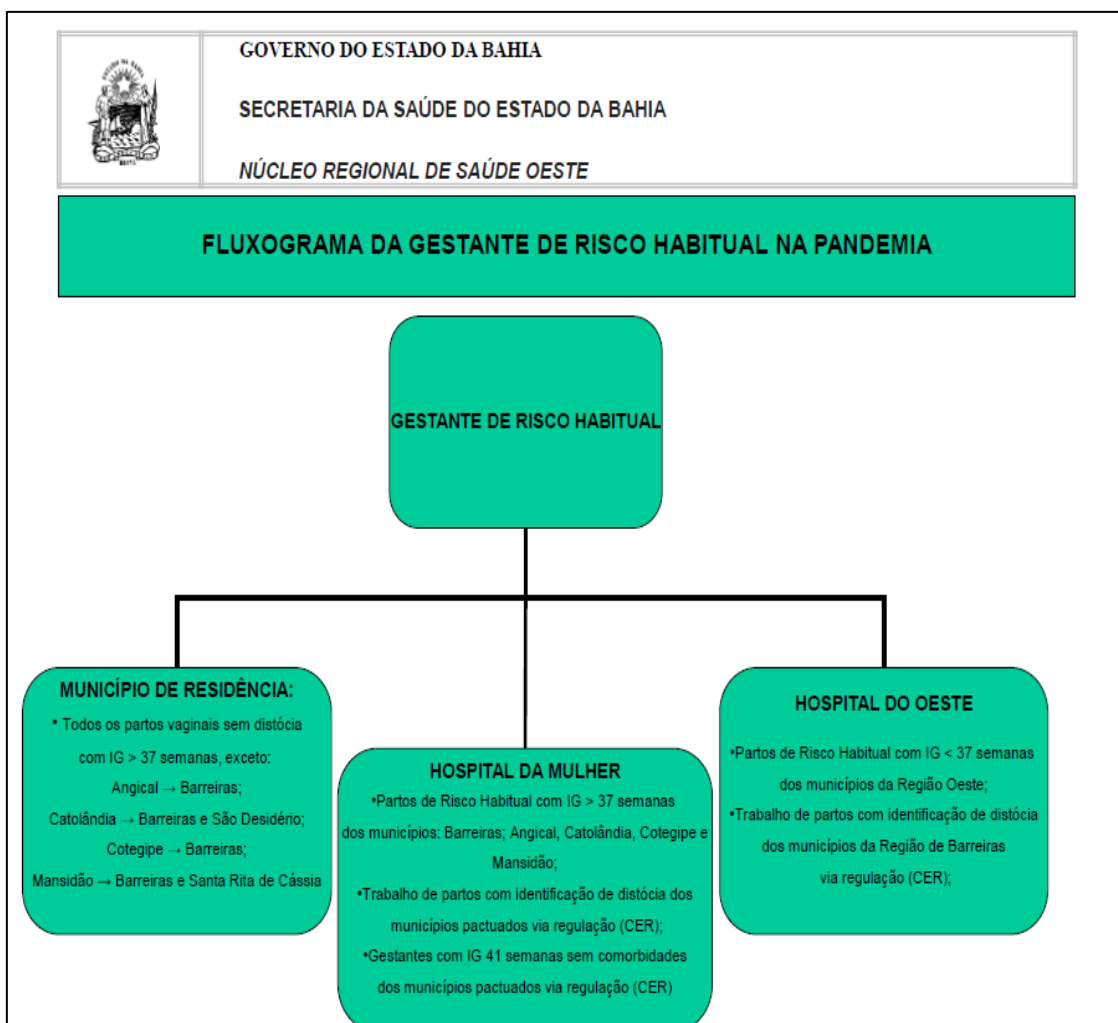 GOVERNO DO ESTADO DA BAHIA
SECRETARIA DA SAÚDE DO ESTADO DA BAHIA
NÚCLEO REGIONAL DE SAÚDE OESTE
FLUXOGRAMA DA GESTANTE DE RISCO HABITUAL NA PANDEMIA
GESTANTE DE RISCO HABITUAL
MUNICÍPIO DE RESIDÊNCIA:
• Todos os partos vaginais sem distócia
com IG > 37 semanas, exceto:
Angical → Barreiras;
Catolândia → Barreiras e São Desidério;
Cotegipe → Barreiras;
Mansidão → Barreiras e Santa Rita de Cássia
HOSPITAL DA MULHER
•Partos de Risco Habitual com IG > 37 semanas
dos municípios: Barreiras; Angical, Catolândia, Cotegipe e
Mansidão;
•Trabalho de partos com identificação de distócia dos
municípios pactuados via regulação (CER);
•Gestantes com IG 41 semanas sem comorbidades
dos municípios pactuados via regulação (CER)
HOSPITAL DO OESTE
•Partos de Risco Habitual com IG < 37 semanas
dos municípios da Região Oeste;
•Trabalho de partos com identificação de distócia
dos municípios da Região de Barreiras
via regulação (CER);